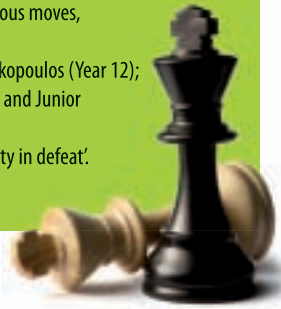 ous moves,
kopoulos (Year 12);
and Junior
ty in defeat'.